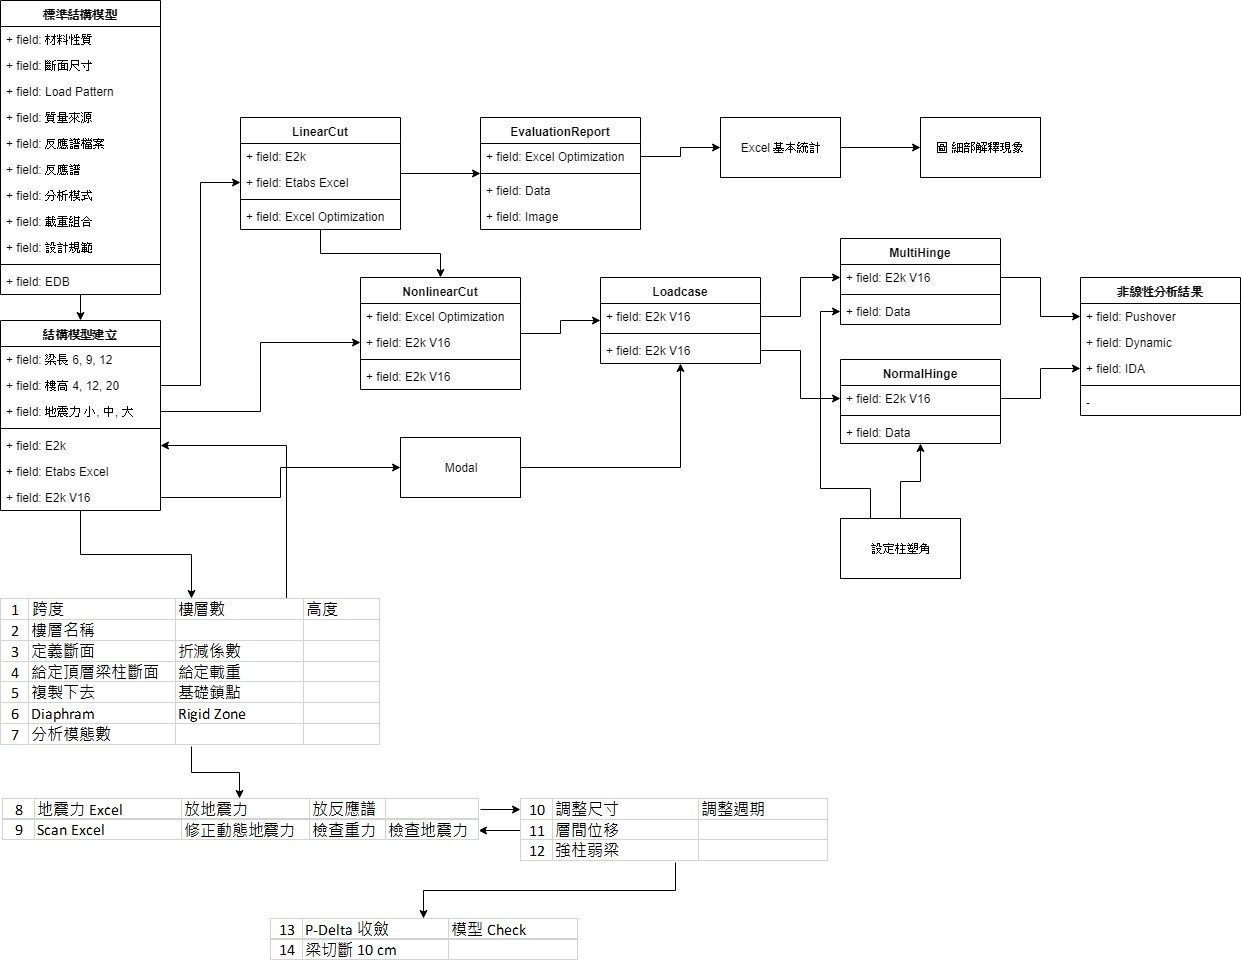 標準結構模型
+ field: 材料性質
+ field: 斷面尺寸
+ field: Load Pattern
+ field: 質量來源
+ field: 反應譜檔案
+ field: 反應譜
+ field: 分析模式
+ field: 載重組合
+ field: 設計規範
+ field: EDB
LinearCut
+ field: E2k
+ field: Etabs Excel
+ field: Excel Optimization
EvaluationReport
+ field: Excel Optimization
+ field: Data
+ field: Image
Excel 基本統計
圖 細部解釋現象
結構模型建立
+ field: 梁長 6, 9, 12
+ field: 樓高 4, 12, 20
+ field: 地震力 小, 中, 大
+ field: E2k
+ field: Etabs Excel
+ field: E2k V16
NonlinearCut
+ field: Excel Optimization
+ field: E2k V16
+ field: E2k V16
Loadcase
+ field: E2k V16
+ field: E2k V16
MultiHinge
+ field: E2k V16
+ field: Data
NormalHinge
+ field: E2k V16
+ field: Data
非線性分析結果
+ field: Pushover
+ field: Dynamic
+ field: IDA
-
Modal
設定柱塑角
1 跨度 樓層數 高度
2 樓層名稱
3 定義斷面 折減係數
4 給定頂層梁柱斷面 給定載重
5 複製下去 基礎鎖點
6 Diaphram Rigid Zone
7 分析模態數
8 地震力 Excel 放地震力 放反應譜
9 Scan Excel 修正動態地震力 檢查重力 檢查地震力
10 調整尺寸 調整週期
11 層間位移
12 強柱弱梁
13 P-Delta 收斂 模型 Check
14 梁切斷 10 cm